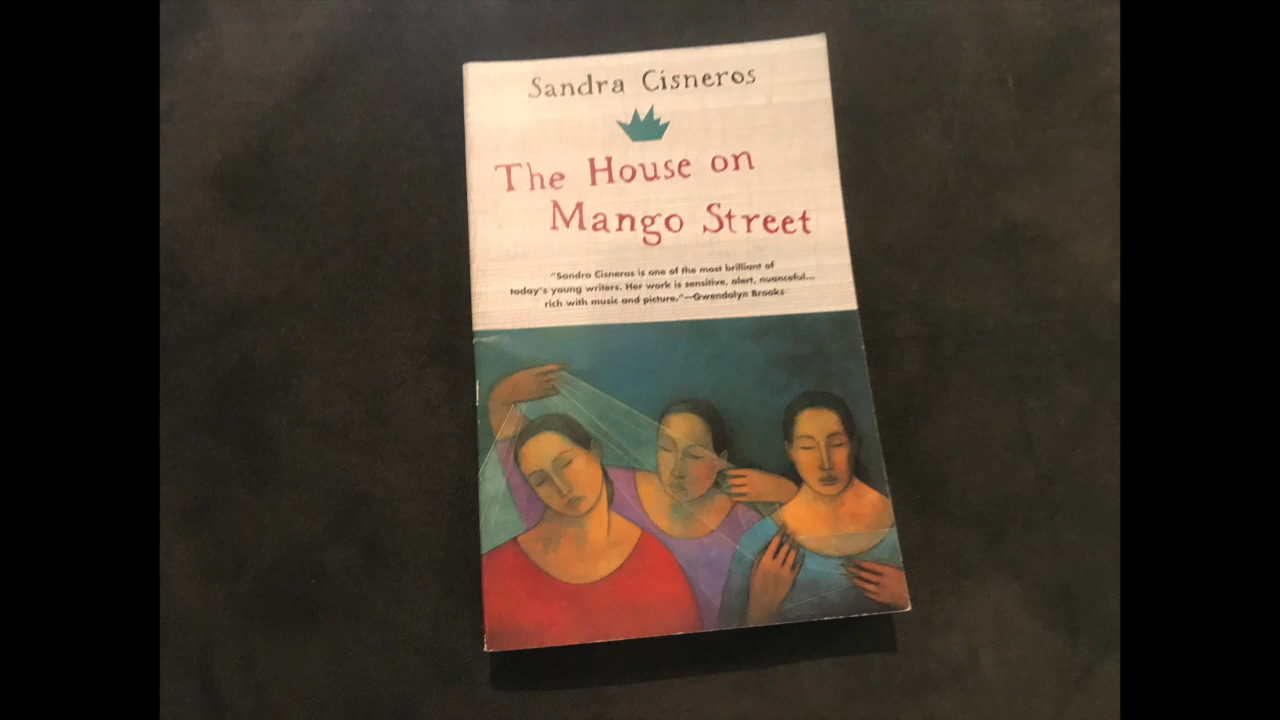 Sandra Cisneros
The House on
Mango Street
"Sandra Cisneros is one of the most brilliant of
today's young writers. Her work is sensitive, alert, nuanceful...
rich with music and picture."—Gwendolyn Brooks